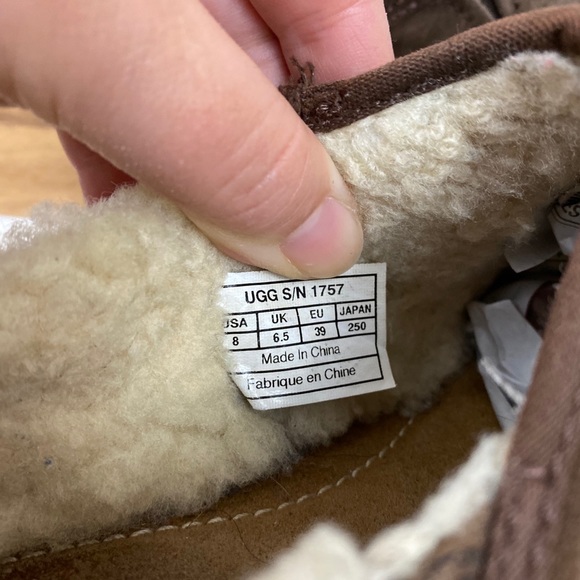 UGG S/N 1757
USA UK EU JAPAN
8 6.5 39 250
Made In China
Fabrique en Chine